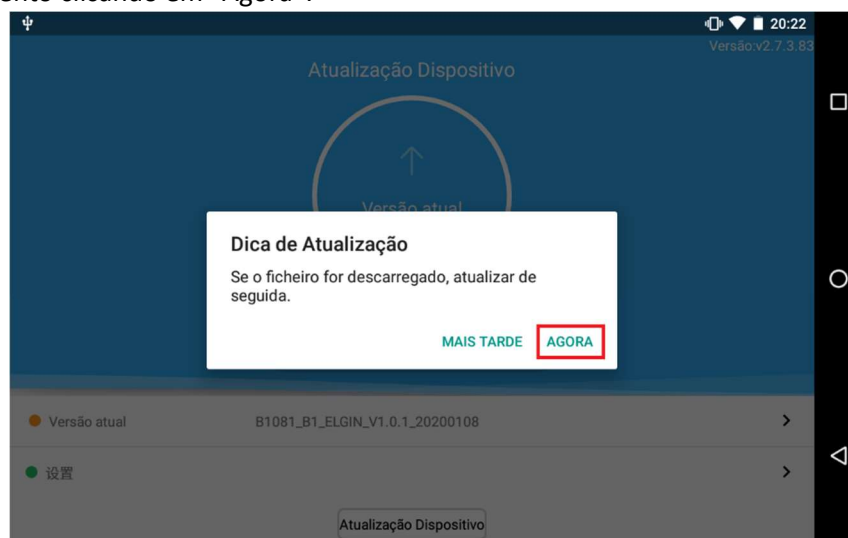 clicando em "Agora".
20:22
Versão:v2.7.3.83
Atualização Dispositivo
Versão atual
Dica de Atualização
Se o ficheiro for descarregado, atualizar de
seguida.
MAIS TARDE AGORA
Versão atual B1081_B1_ELGIN_V1.0.1_20200108
设置
Atualização Dispositivo